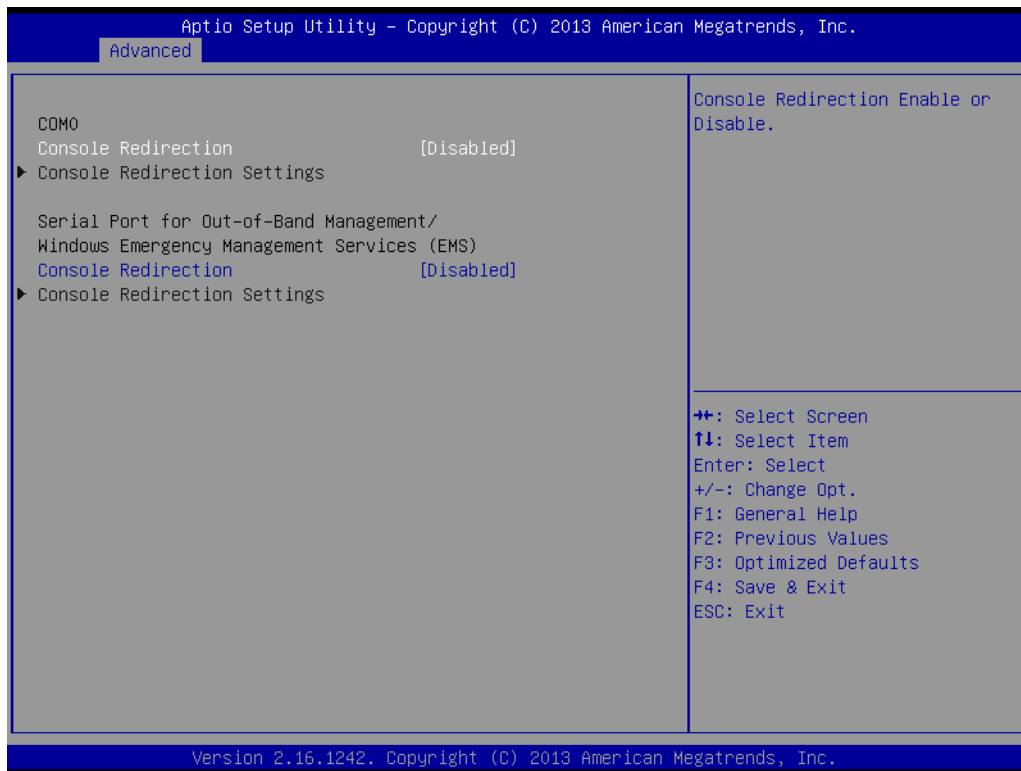 Aptio Setup Utility – Copyright (C) 2013 American Megatrends, Inc.
Advanced
COM0
Console Redirection [Disabled]
▶ Console Redirection Settings
Serial Port for Out-of-Band Management/
Windows Emergency Management Services (EMS)
Console Redirection [Disabled]
▶ Console Redirection Settings
Console Redirection Enable or
Disable.
→←: Select Screen
↑↓: Select Item
Enter: Select
+/-: Change Opt.
F1: General Help
F2: Previous Values
F3: Optimized Defaults
F4: Save & Exit
ESC: Exit
Version 2.16.1242. Copyright (C) 2013 American Megatrends, Inc.